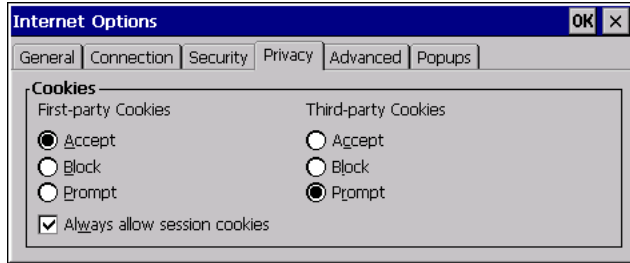 Internet Options OK ×
General Connection Security Privacy Advanced Popups
Cookies
First-party Cookies Third-party Cookies
Accept Accept
Block Block
Prompt Prompt
Always allow session cookies